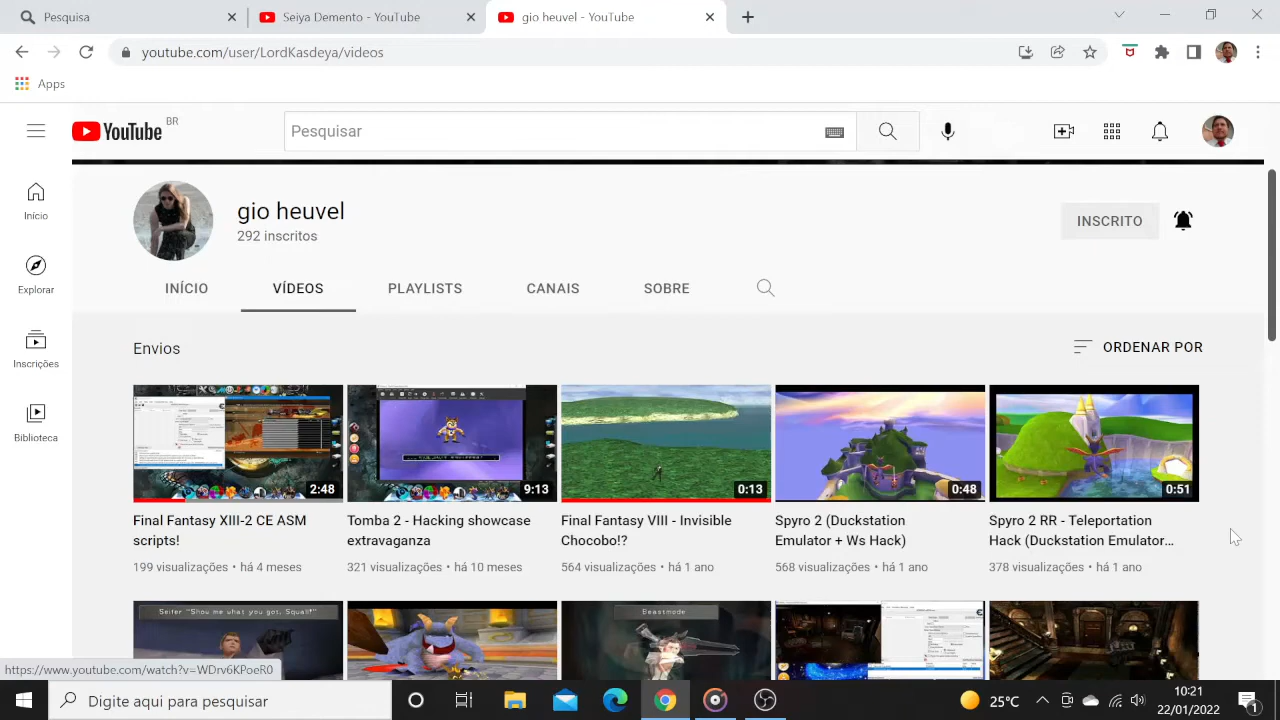 Pesquisa
Seiya Demento - YouTube
gio heuvel - YouTube
youtube.com/user/LordKasdeya/videos
Apps
YouTube BR
Pesquisar
Início
Explorar
Inscrições
Biblioteca
gio heuvel
292 inscritos
INSCRITO
INÍCIO VÍDEOS PLAYLISTS CANAIS SOBRE
Envios
ORDENAR POR
2:48
9:13
0:13
0:48
0:51
Final Fantasy XIII-2 CE ASM
scripts!
199 visualizações • há 4 meses
Tomba 2 - Hacking showcase
extravaganza
321 visualizações • há 10 meses
Final Fantasy VIII - Invisible
Chocobo!?
564 visualizações • há 1 ano
Spyro 2 (Duckstation
Emulator + Ws Hack)
568 visualizações • há 1 ano
Spyro 2 RR - Teleportation
Hack (Duckstation Emulator...
378 visualizações • há 1 ano
Seifer "Show me what you got, Squall"
Beastmode
Digite aqui para pesquisar
25°C
10:21
22/01/2022
1